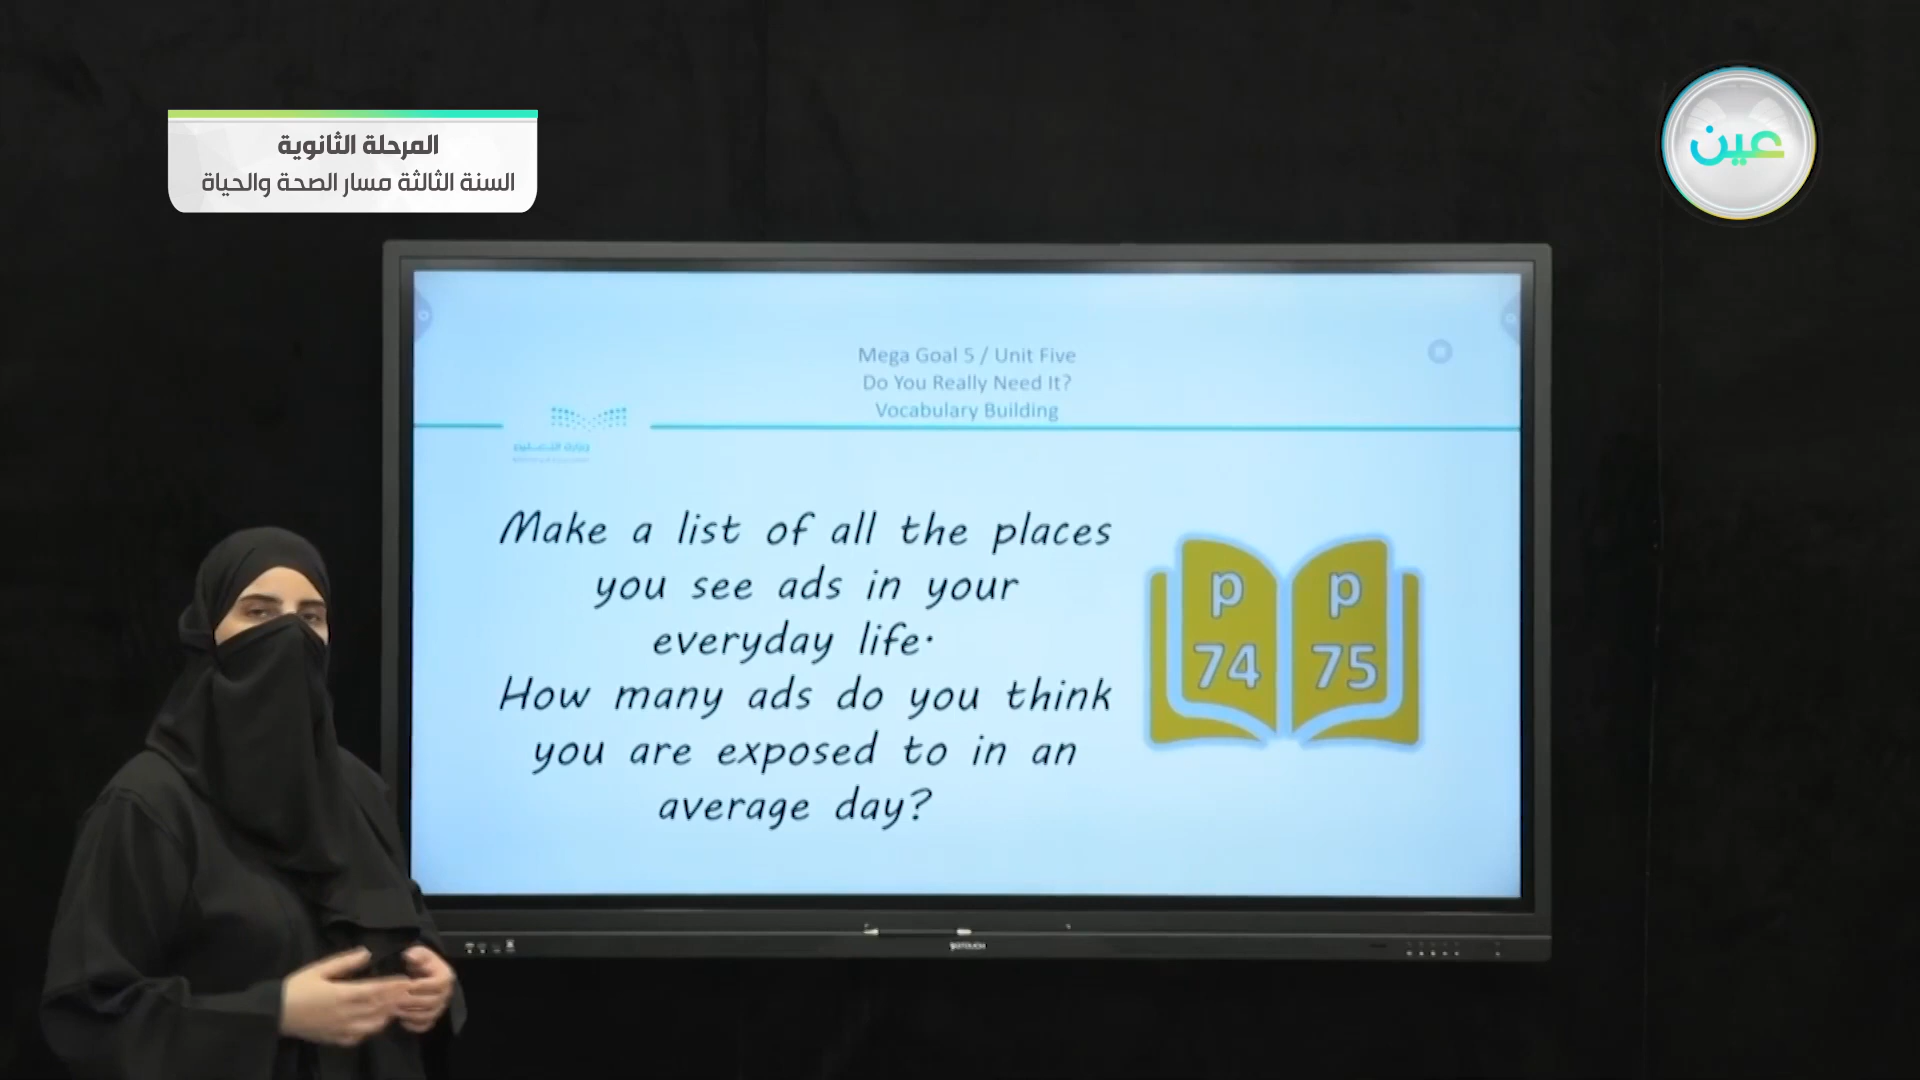 المرحلة الثانوية
السنة الثالثة مسار الصحة والحياة
عين
Mega Goal 5 / Unit Five
Do You Really Need It?
Vocabulary Building
وزارة التعليم
Make a list of all the places
you see ads in your
everyday life.
How many ads do you think
you are exposed to in an
average day?
p
74
p
75